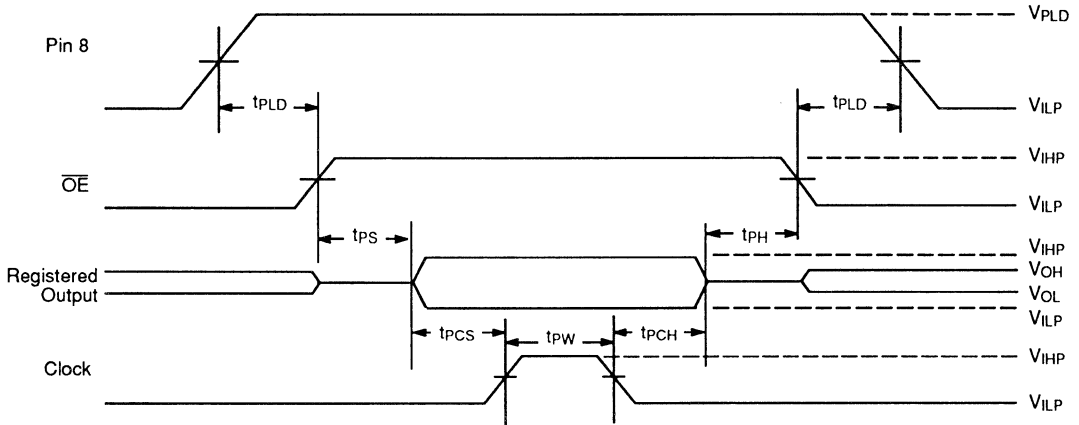 V_PLD
Pin 8
t_PLD
t_PLD
V_ILP
V_IHP
O̅E̅
V_ILP
t_PS
t_PH
V_IHP
Registered
Output
V_OH
V_OL
V_ILP
t_PCS
t_PW
t_PCH
V_IHP
Clock
V_ILP